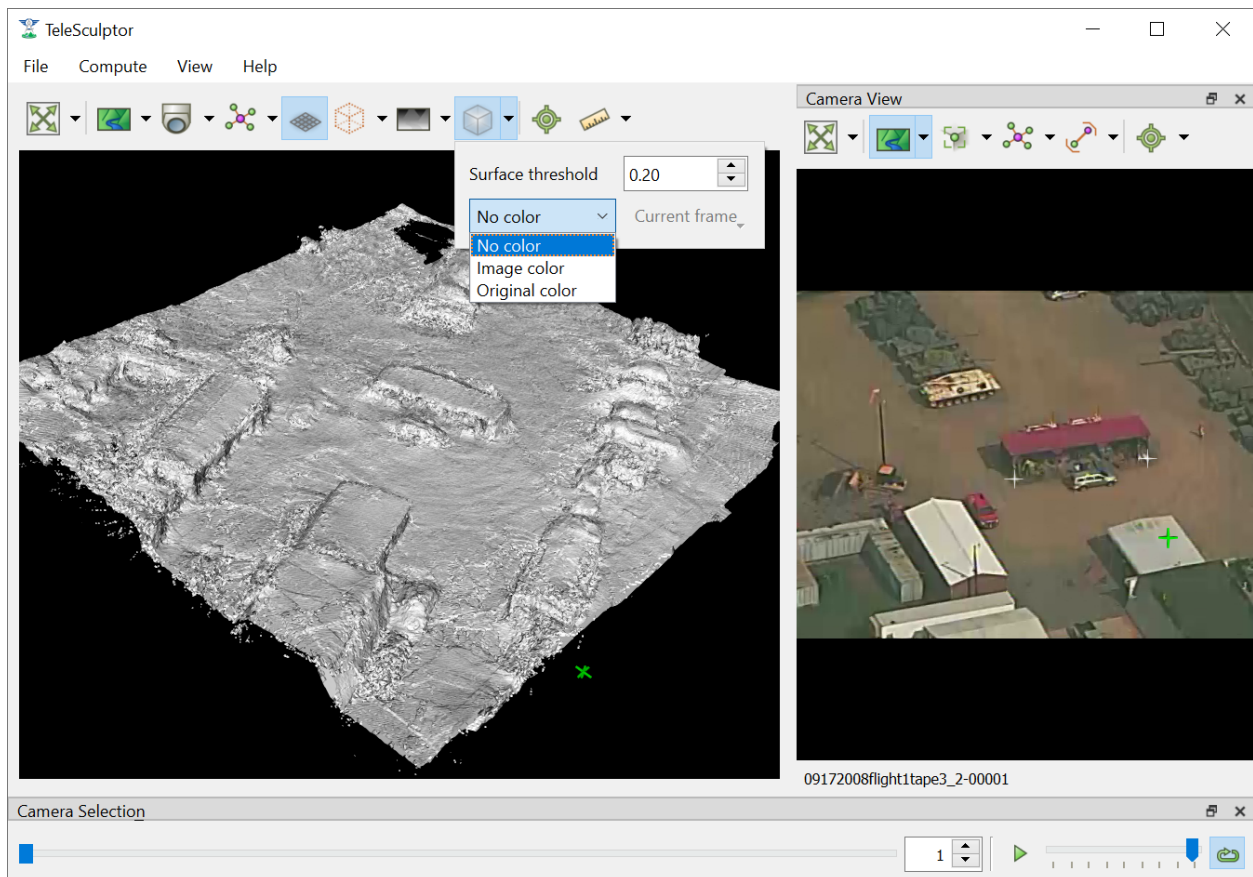 TeleSculptor
File Compute View Help
Camera View
Surface threshold 0.20
No color Current frame
No color
Image color
Original color
09172008flight1tape3_2-00001
Camera Selection
1